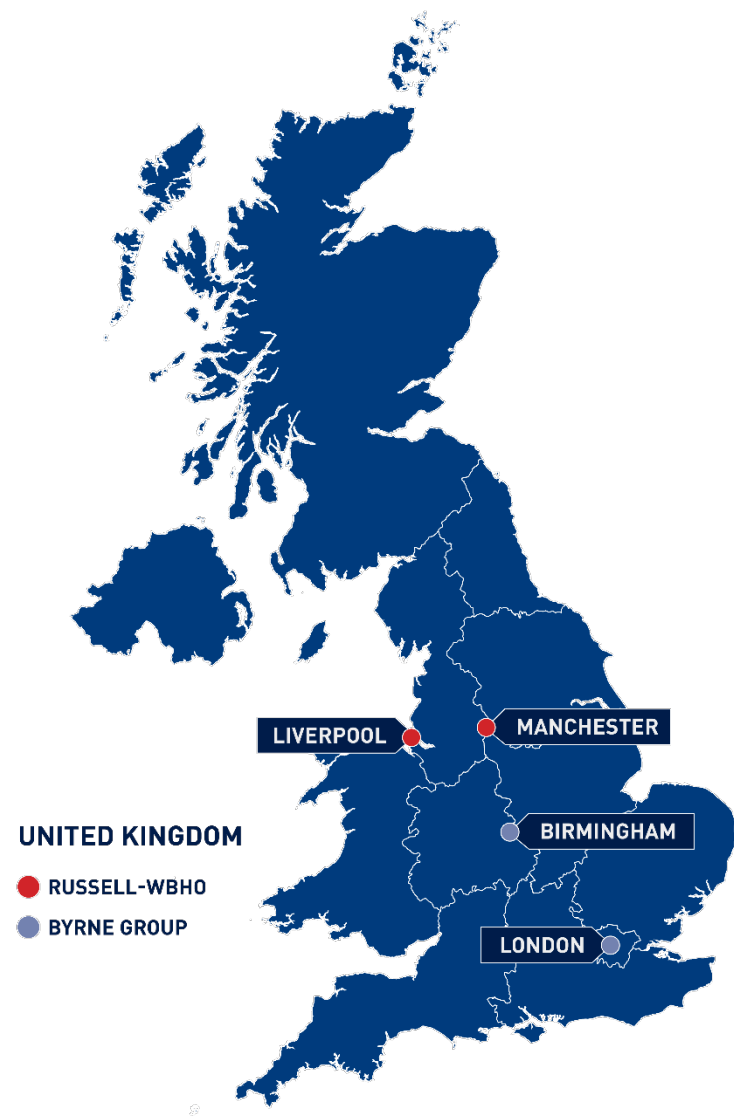 LIVERPOOL
MANCHESTER
BIRMINGHAM
UNITED KINGDOM
RUSSELL-WBHO
BYRNE GROUP
LONDON